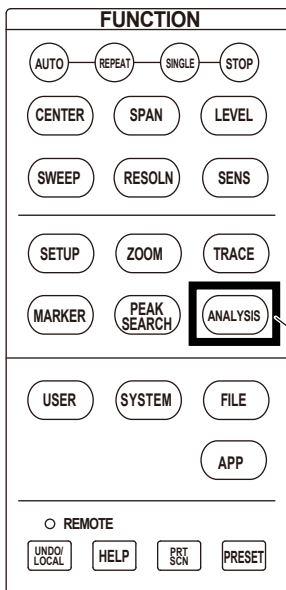 FUNCTION
AUTO REPEAT SINGLE STOP
CENTER SPAN LEVEL
SWEEP RESOLN SENS
SETUP ZOOM TRACE
MARKER PEAK SEARCH ANALYSIS
USER SYSTEM FILE
APP
REMOTE
UNDO/ LOCAL HELP PRT SCN PRESET